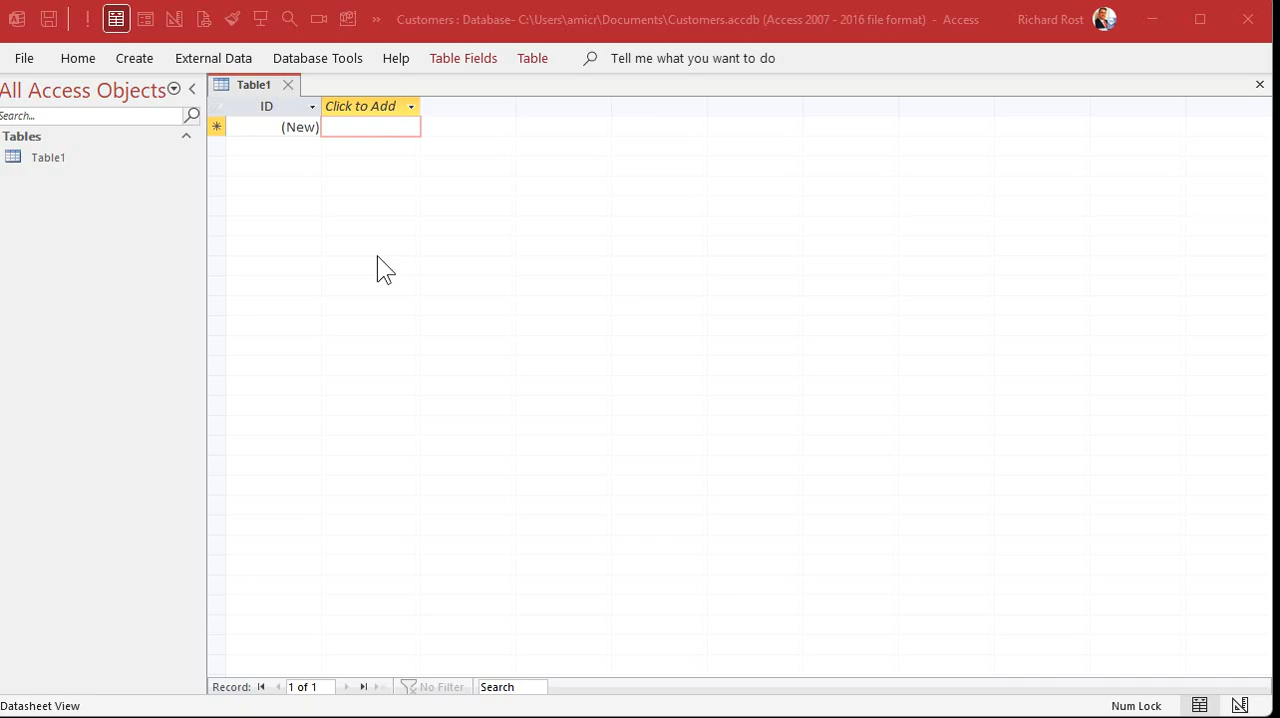 Customers : Database- C:\Users\amicr\Documents\Customers.accdb (Access 2007 - 2016 file format) - Access
Richard Rost
File Home Create External Data Database Tools Help Table Fields Table Tell me what you want to do
All Access Objects
Search...
Tables
Table1
Table1
ID Click to Add
(New)
Record: 1 of 1 No Filter Search
Datasheet View
Num Lock